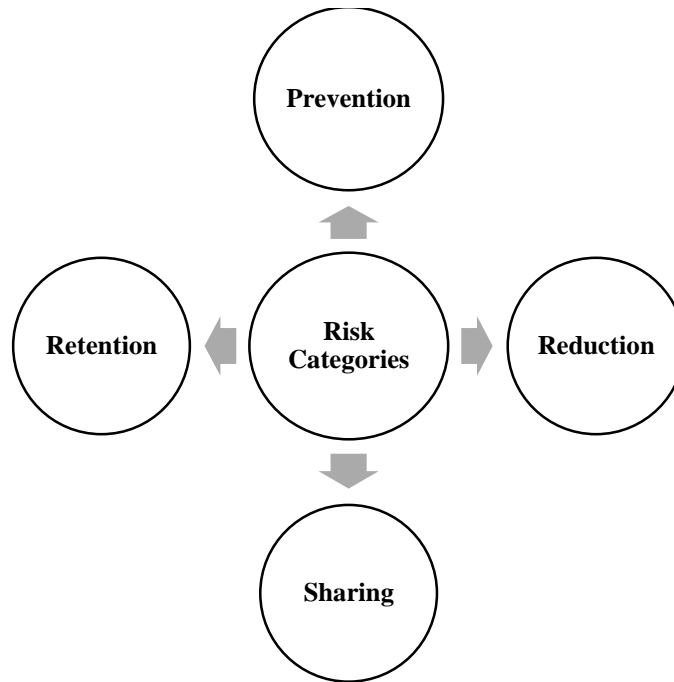 Prevention
Retention
Risk
Categories
Reduction
Sharing